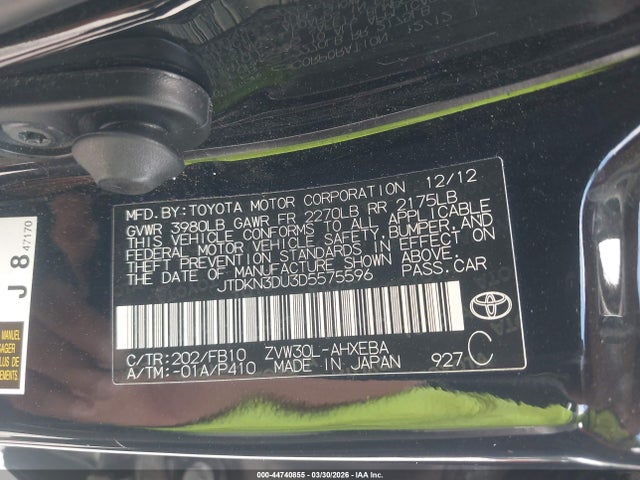 MFD. BY: TOYOTA MOTOR CORPORATION 12/12
GVWR 3980LB GAWR FR 2270LB RR 2175LB
THIS VEHICLE CONFORMS TO ALL APPLICABLE
FEDERAL MOTOR VEHICLE SAFETY, BUMPER, AND
THEFT PREVENTION STANDARDS IN EFFECT ON
THE DATE OF MANUFACTURE SHOWN ABOVE.
JTDKN3DU3D5575596 PASS. CAR
C/TR: 202/FB10 ZVW30L-AHXEBA
A/TM: -01A/P410 MADE IN JAPAN 927 C
TOYOTA
J 8 47170
000-44740855 | 03/30/2026 - IAA Inc.